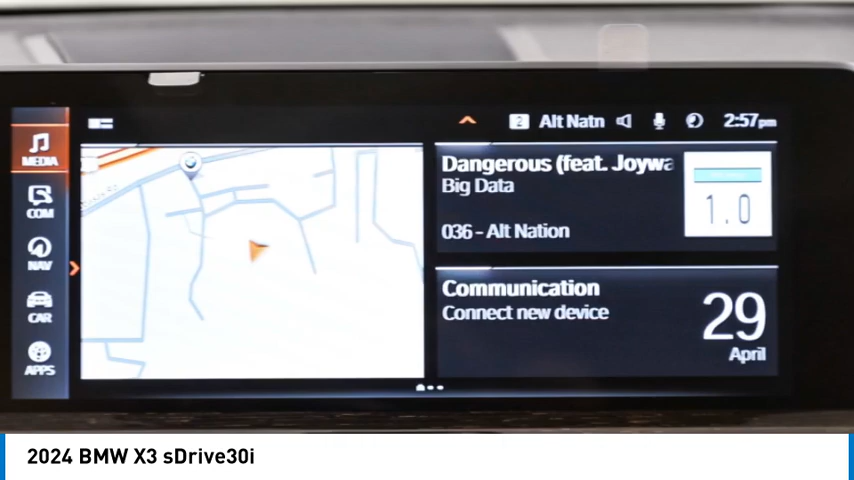 2 Alt Natn 2:57pm
MEDIA
COM
NAV
CAR
APPS
Dangerous (feat. Joywa
Big Data
036 - Alt Nation
1.0
Communication
Connect new device
29
April
2024 BMW X3 sDrive30i